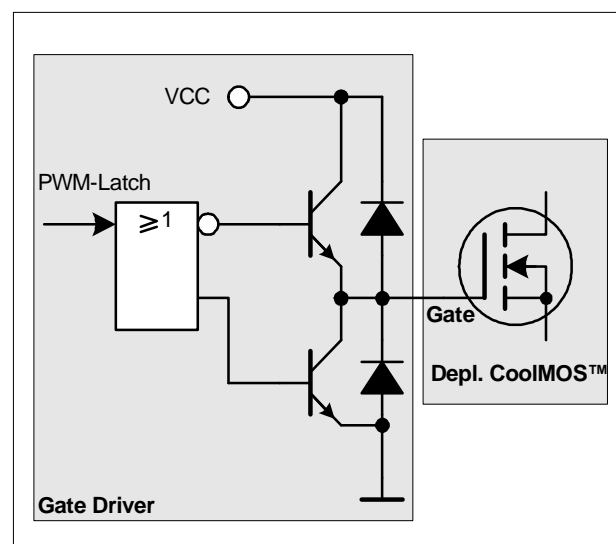 VCC
PWM-Latch
≥1
Gate
Depl. CoolMOS™
Gate Driver